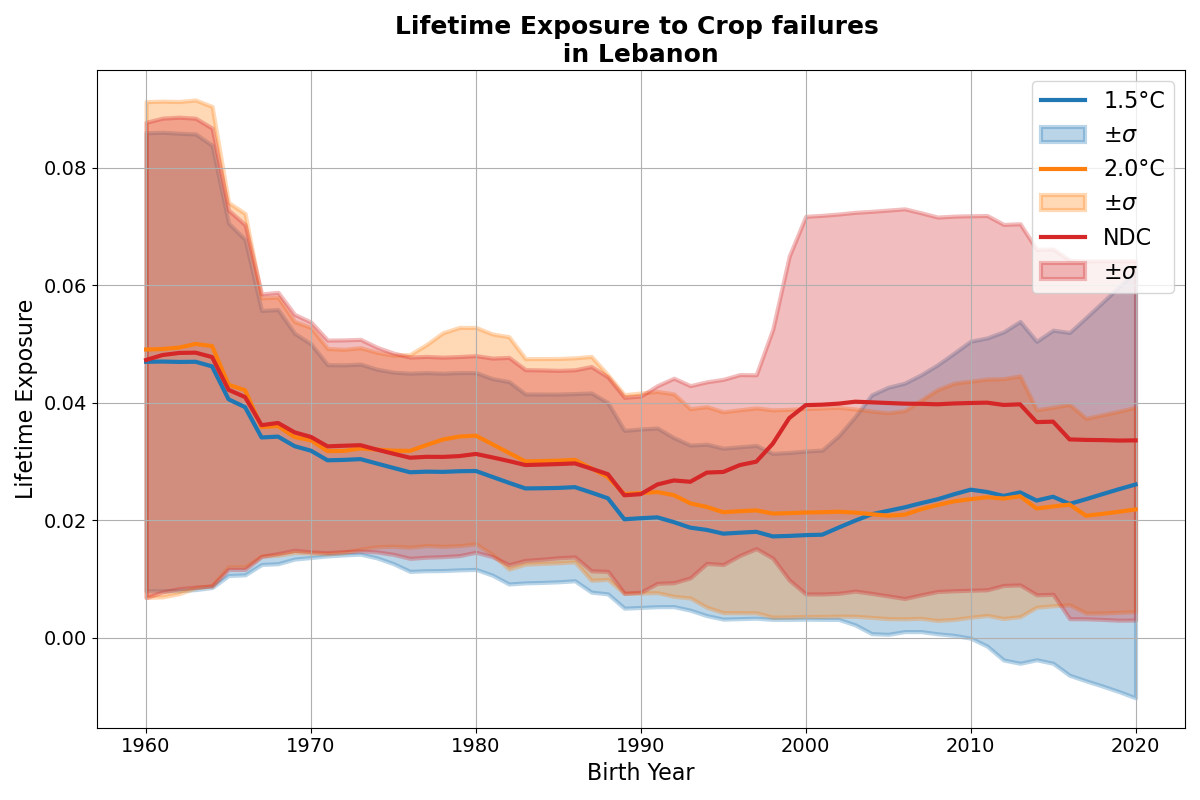 Lifetime Exposure to Crop failures
in Lebanon
Lifetime Exposure
0.08
0.06
0.04
0.02
0.00
1960 1970 1980 1990 2000 2010 2020
Birth Year
1.5°C
±σ
2.0°C
±σ
NDC
±σ